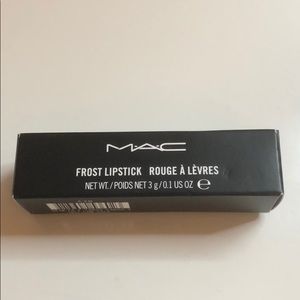 MAC
FROST LIPSTICK ROUGE À LÈVRES
NET WT./POIDS NET 3 g/0.1 US OZ ℮